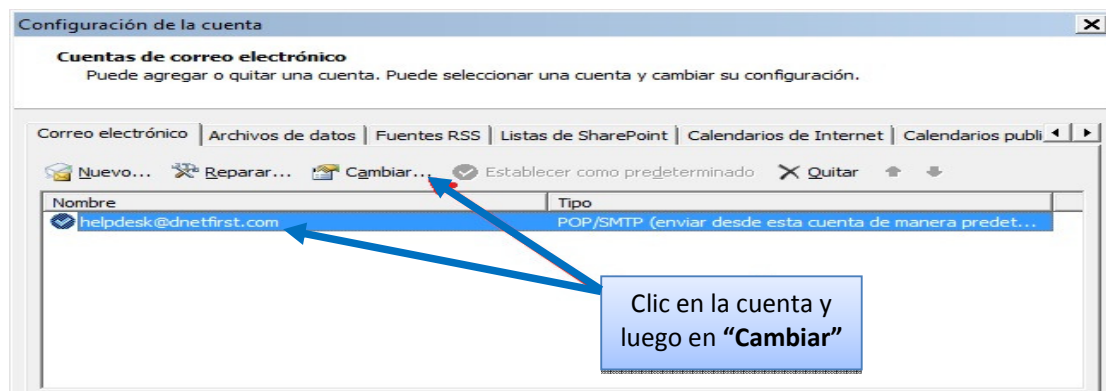 Configuración de la cuenta
Cuentas de correo electrónico
Puede agregar o quitar una cuenta. Puede seleccionar una cuenta y cambiar su configuración.
Correo electrónico Archivos de datos Fuentes RSS Listas de SharePoint Calendarios de Internet Calendarios publi
Nuevo... Reparar... Cambiar... Establecer como predeterminado Quitar
Nombre Tipo
helpdesk@dnetfirst.com POP/SMTP (enviar desde esta cuenta de manera predet...
Clic en la cuenta y
luego en “Cambiar”